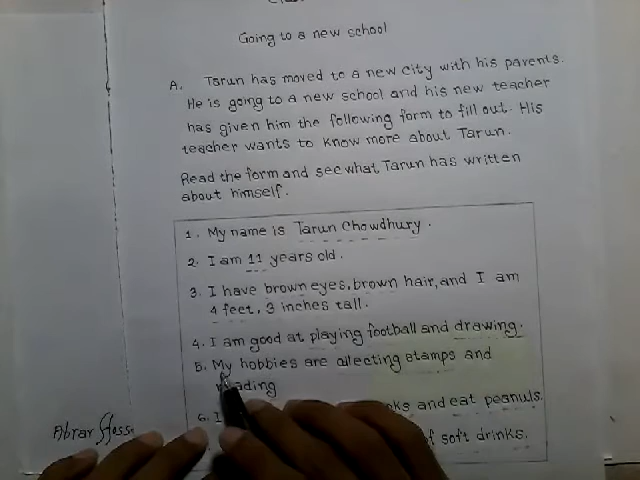 Going to a new school
A. Tarun has moved to a new city with his parents.
He is going to a new school and his new teacher
has given him the following form to fill out. His
teacher wants to know more about Tarun.
Read the form and see what Tarun has written
about himself.
1. My name is Tarun Chowdhury.
2. I am 11 years old.
3. I have brown eyes, brown hair, and I am
4 feet, 3 inches tall.
4. I am good at playing football and drawing.
5. My hobbies are collecting stamps and
reading
6. I and eat peanuts.
Abrar
soft drinks.